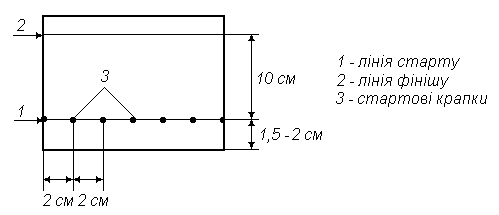 2
3
10 см
1
1,5 - 2 см
2 см 2 см
1 - лінія старту
2 - лінія фінішу
3 - стартові крапки